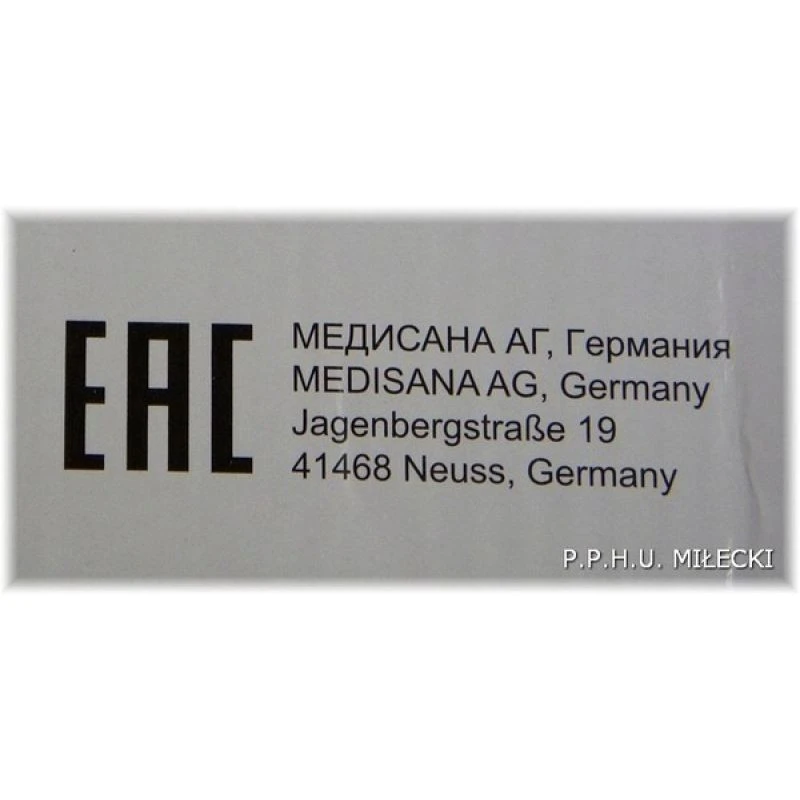 EAC
МЕДИСАНА АГ, Германия
MEDISANA AG, Germany
Jagenbergstraße 19
41468 Neuss, Germany
P.P.H.U. MIŁECKI